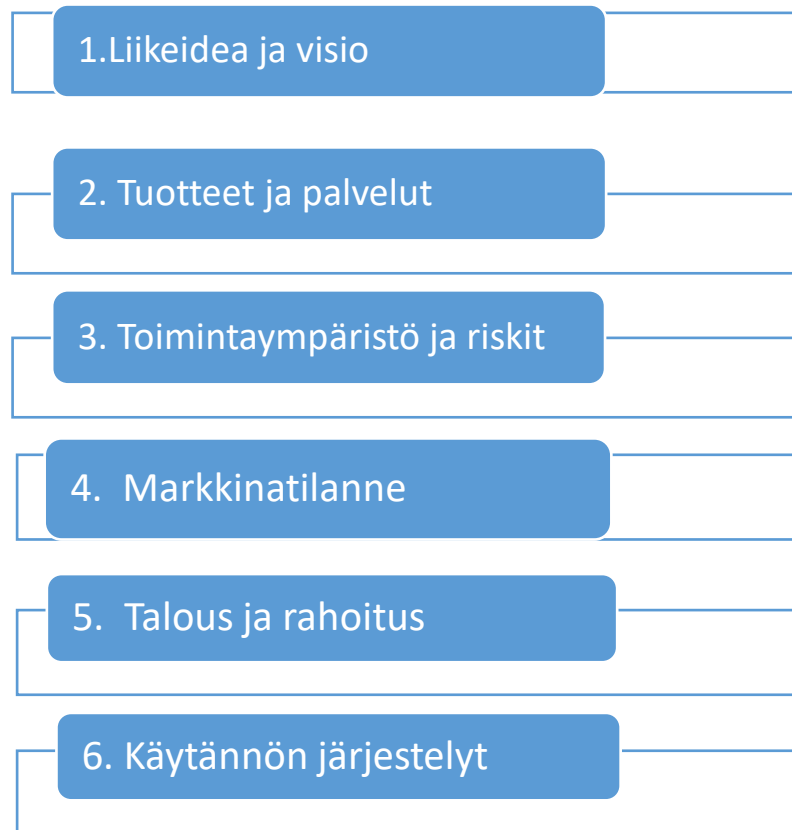 1.Liikeidea ja visio
2. Tuotteet ja palvelut
3. Toimintaympäristö ja riskit
4. Markkinatilanne
5. Talous ja rahoitus
6. Käytännön järjestelyt